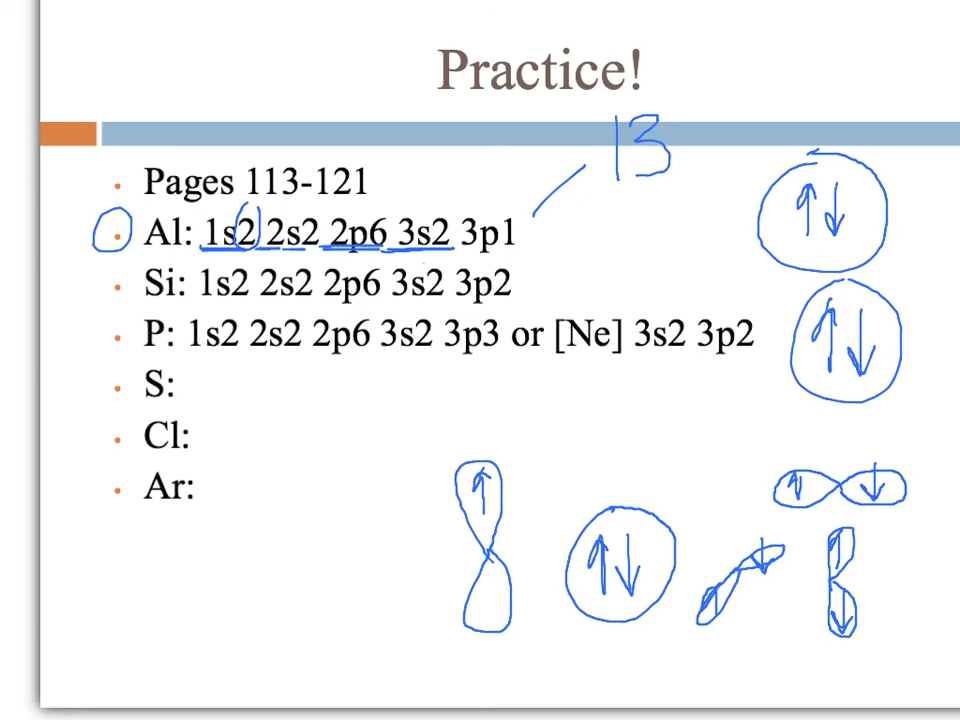 Practice!
13
Pages 113-121
Al: 1s2 2s2 2p6 3s2 3p1
Si: 1s2 2s2 2p6 3s2 3p2
P: 1s2 2s2 2p6 3s2 3p3 or [Ne] 3s2 3p2
S:
Cl:
Ar: